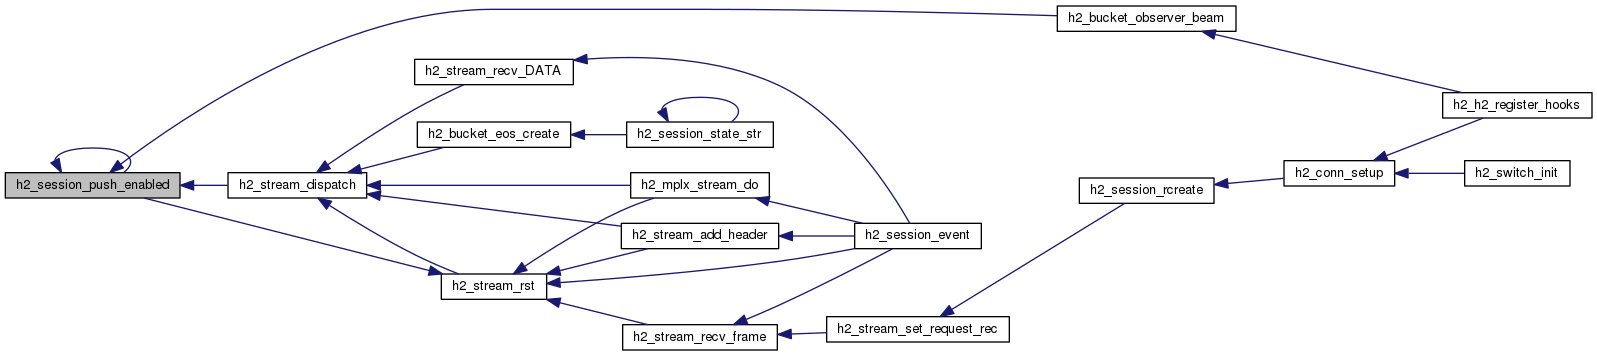 h2_bucket_observer_beam
h2_stream_recv_DATA
h2_h2_register_hooks
h2_bucket_eos_create
h2_session_state_str
h2_session_push_enabled
h2_stream_dispatch
h2_mplx_stream_do
h2_session_rcreate
h2_conn_setup
h2_switch_init
h2_stream_add_header
h2_session_event
h2_stream_rst
h2_stream_recv_frame
h2_stream_set_request_rec